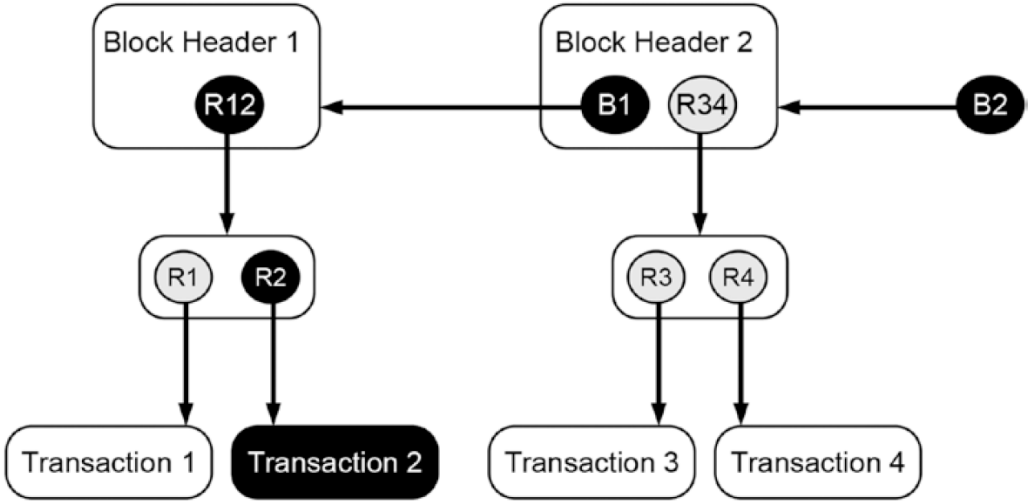 Block Header 1
Block Header 2
R12
B1
R34
B2
R1
R2
R3
R4
Transaction 1
Transaction 2
Transaction 3
Transaction 4